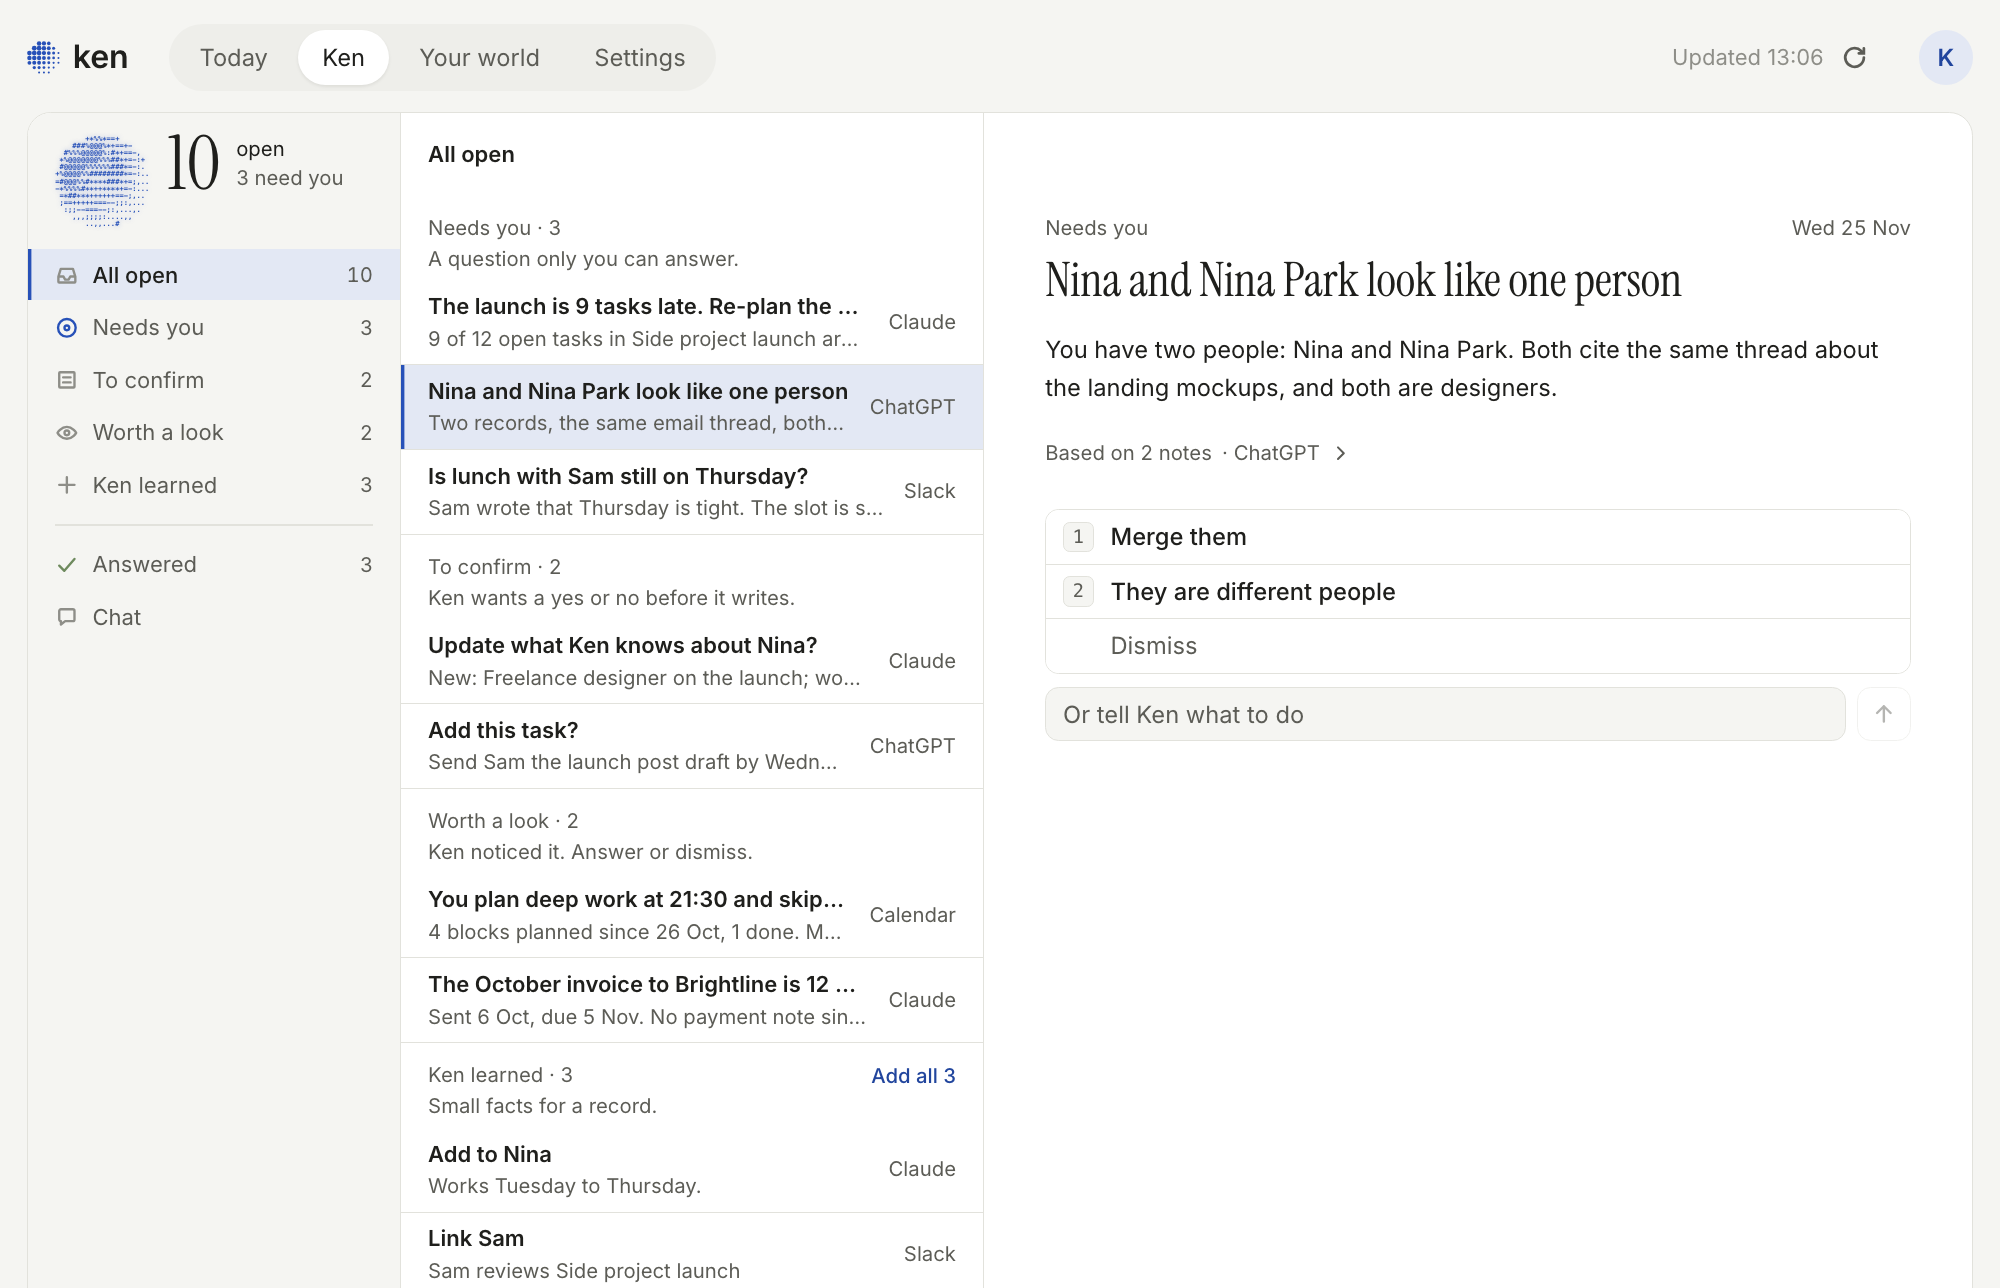 ken
Today
Ken
Your world
Settings
Updated 13:06
K
10
open
3 need you
All open 10
Needs you 3
To confirm 2
Worth a look 2
Ken learned 3
Answered 3
Chat
All open
Needs you · 3
A question only you can answer.
The launch is 9 tasks late. Re-plan the ...
Claude
9 of 12 open tasks in Side project launch ar...
Nina and Nina Park look like one person
ChatGPT
Two records, the same email thread, both...
Is lunch with Sam still on Thursday?
Slack
Sam wrote that Thursday is tight. The slot is s...
To confirm · 2
Ken wants a yes or no before it writes.
Update what Ken knows about Nina?
Claude
New: Freelance designer on the launch; wo...
Add this task?
ChatGPT
Send Sam the launch post draft by Wedn...
Worth a look · 2
Ken noticed it. Answer or dismiss.
You plan deep work at 21:30 and skip...
Calendar
4 blocks planned since 26 Oct, 1 done. M...
The October invoice to Brightline is 12 ...
Claude
Sent 6 Oct, due 5 Nov. No payment note sin...
Ken learned · 3
Add all 3
Small facts for a record.
Add to Nina
Claude
Works Tuesday to Thursday.
Link Sam
Slack
Sam reviews Side project launch
Needs you
Wed 25 Nov
Nina and Nina Park look like one person
You have two people: Nina and Nina Park. Both cite the same thread about
the landing mockups, and both are designers.
Based on 2 notes · ChatGPT
1 Merge them
2 They are different people
Dismiss
Or tell Ken what to do